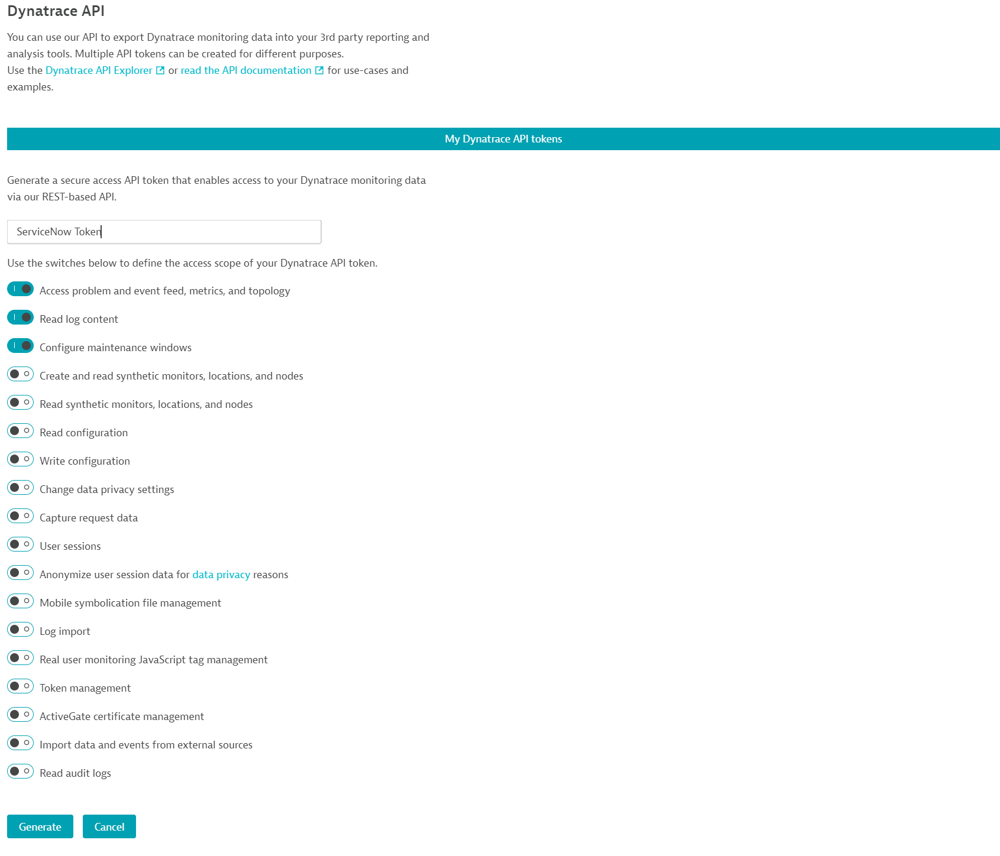 Dynatrace API
You can use our API to export Dynatrace monitoring data into your 3rd party reporting and
analysis tools. Multiple API tokens can be created for different purposes.
Use the Dynatrace API Explorer or read the API documentation for use-cases and
examples.
My Dynatrace API tokens
Generate a secure access API token that enables access to your Dynatrace monitoring data
via our REST-based API.
ServiceNow Token
Use the switches below to define the access scope of your Dynatrace API token.
Access problem and event feed, metrics, and topology
Read log content
Configure maintenance windows
Create and read synthetic monitors, locations, and nodes
Read synthetic monitors, locations, and nodes
Read configuration
Write configuration
Change data privacy settings
Capture request data
User sessions
Anonymize user session data for data privacy reasons
Mobile symbolication file management
Log import
Real user monitoring JavaScript tag management
Token management
ActiveGate certificate management
Import data and events from external sources
Read audit logs
Generate Cancel